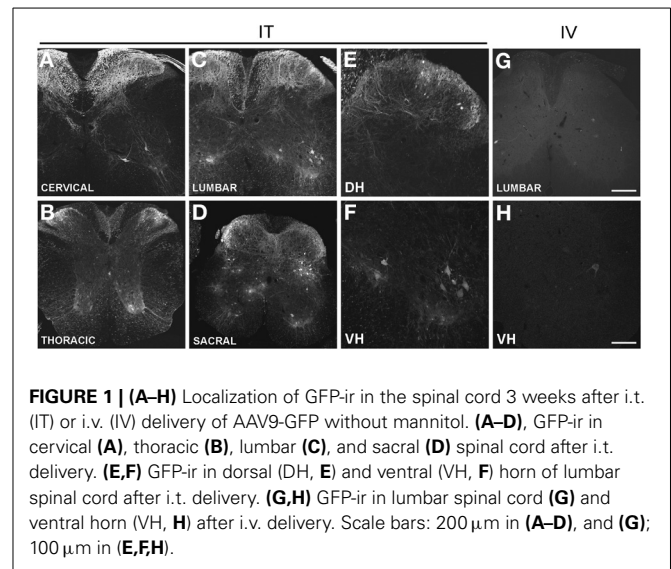 IT
IV
A
C
E
G
CERVICAL
LUMBAR
DH
LUMBAR
B
D
F
H
THORACIC
SACRAL
VH
VH
FIGURE 1 | (A–H) Localization of GFP-ir in the spinal cord 3 weeks after i.t.
(IT) or i.v. (IV) delivery of AAV9-GFP without mannitol. (A–D), GFP-ir in
cervical (A), thoracic (B), lumbar (C), and sacral (D) spinal cord after i.t.
delivery. (E,F) GFP-ir in dorsal (DH, E) and ventral (VH, F) horn of lumbar
spinal cord after i.t. delivery. (G,H) GFP-ir in lumbar spinal cord (G) and
ventral horn (VH, H) after i.v. delivery. Scale bars: 200 μm in (A–D), and (G);
100 μm in (E,F,H).